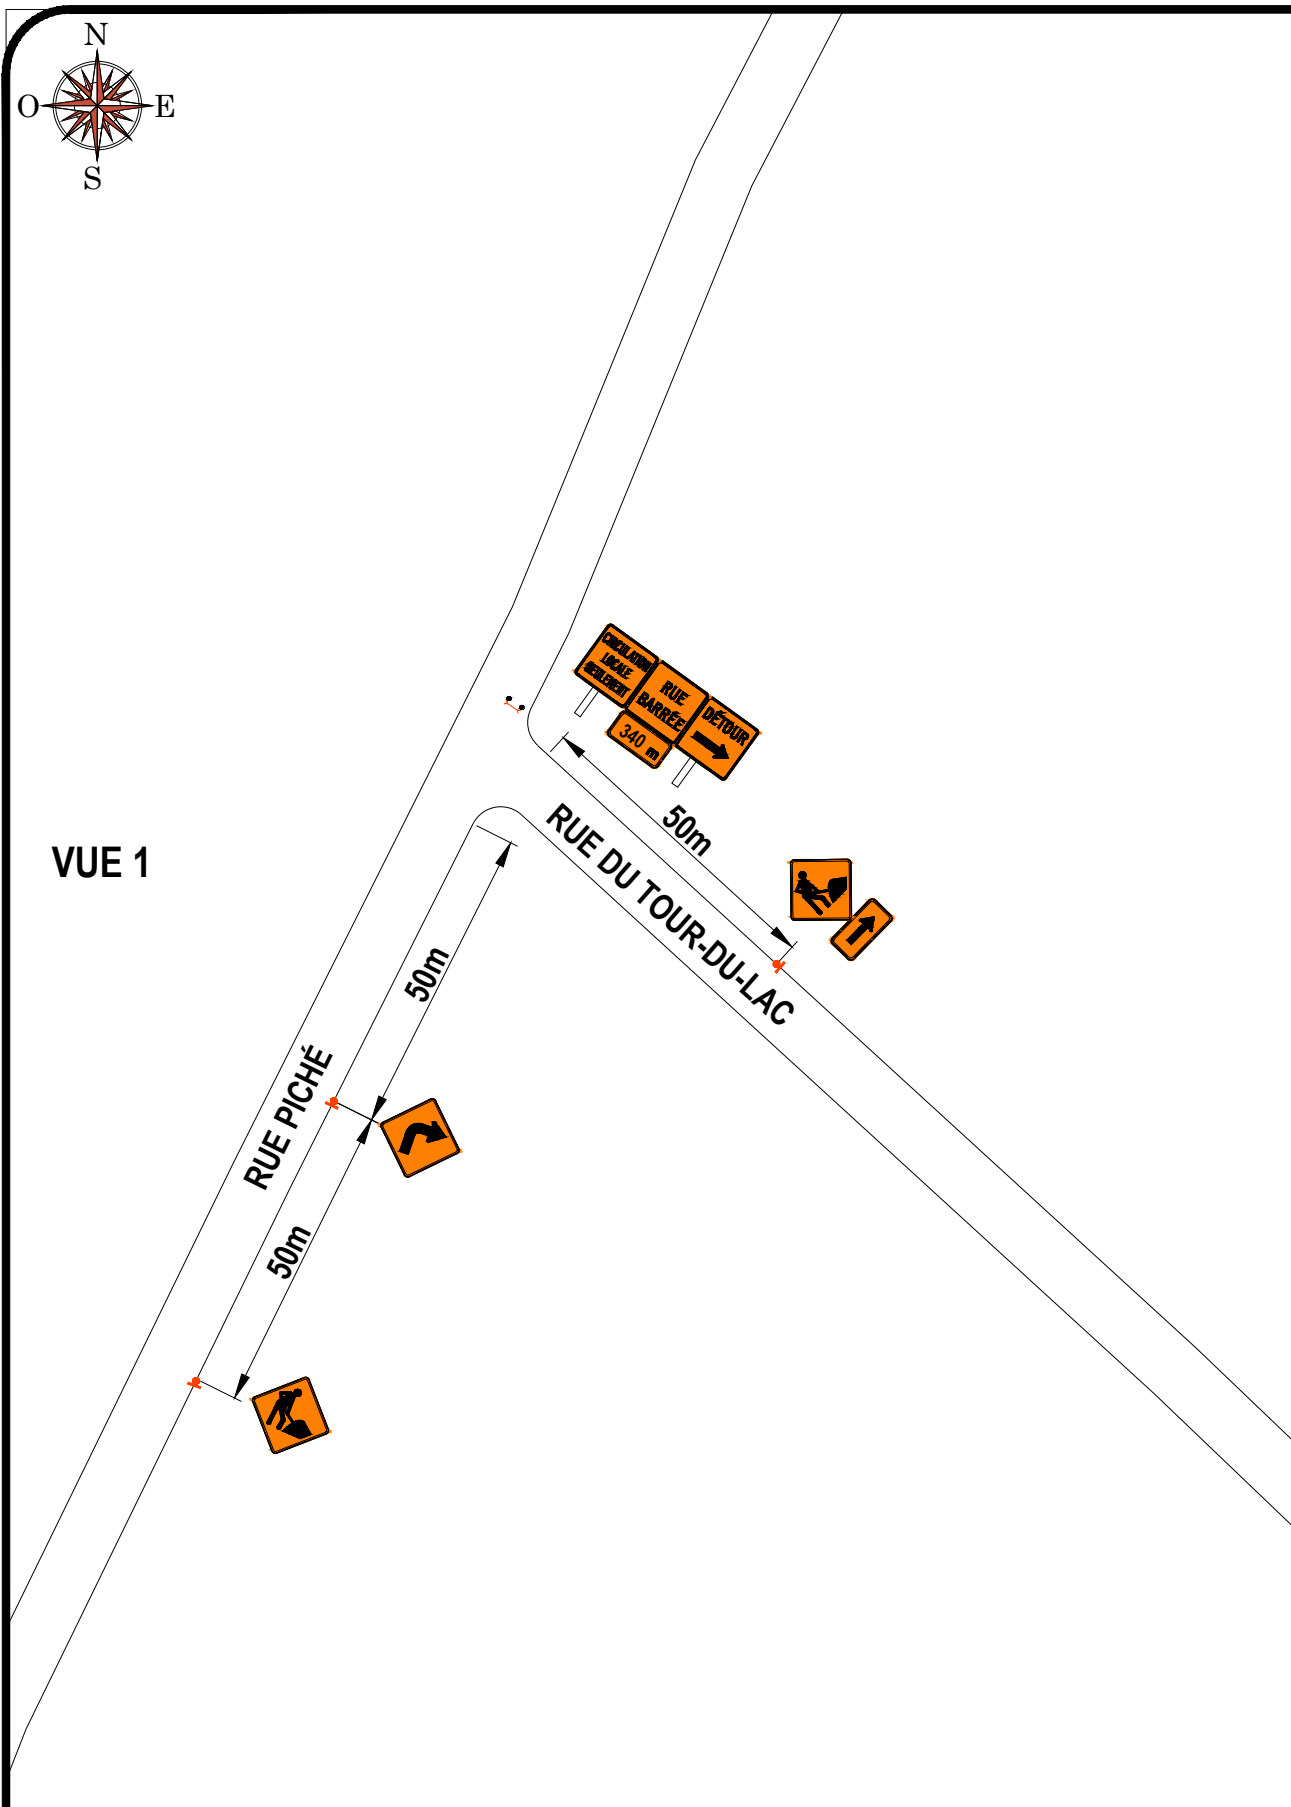 N
O E
S
CIRCULATION
LOCALE
SEULEMENT
RUE
BARRÉE
340 m
DÉTOUR
50m
RUE DU TOUR-DU-LAC
VUE 1
50m
RUE PICHÉ
50m